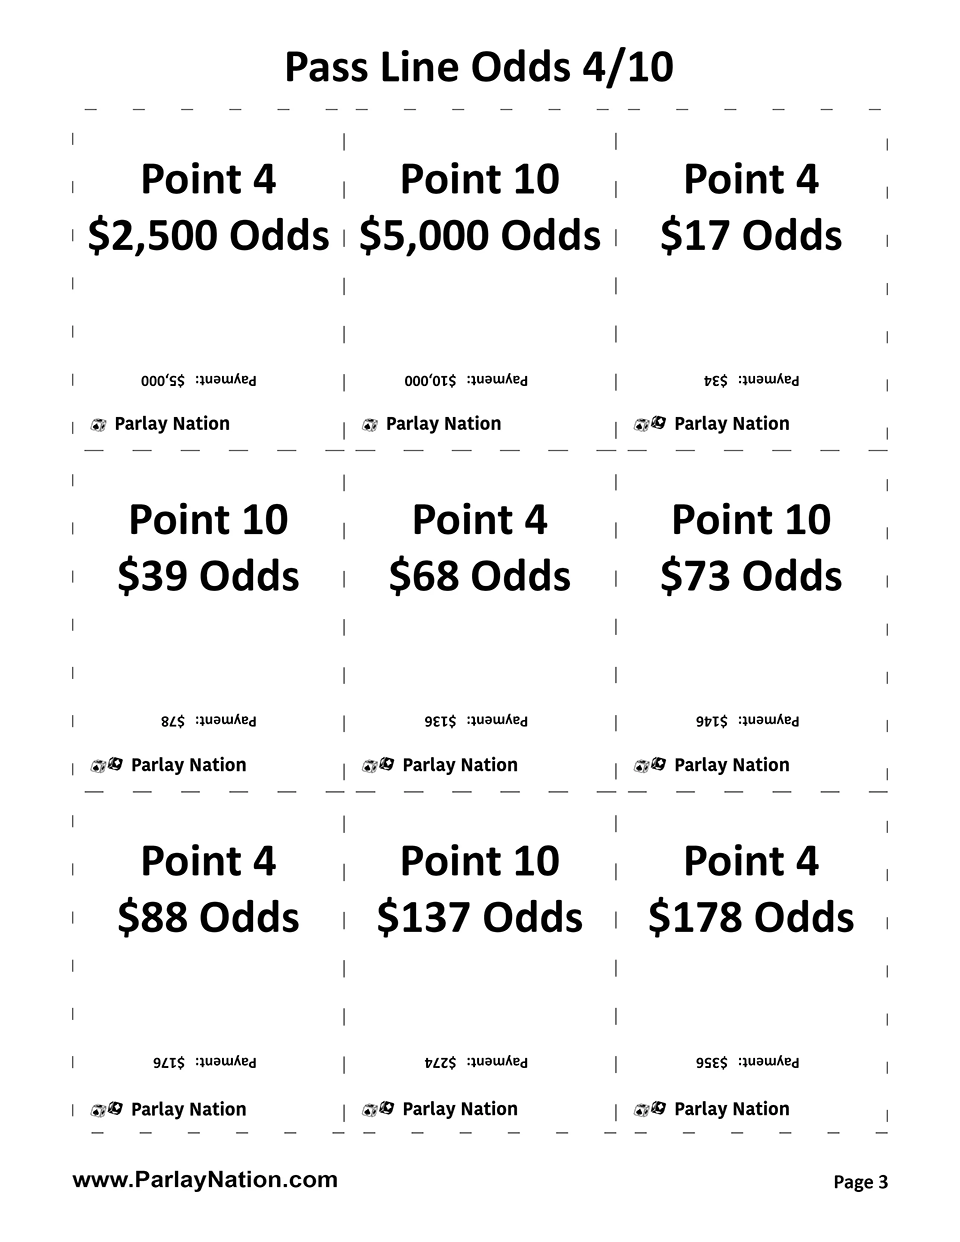 Pass Line Odds 4/10
Point 4
$2,500 Odds
Payment: $5,000
Parlay Nation
Point 10
$5,000 Odds
Payment: $10,000
Parlay Nation
Point 4
$17 Odds
Payment: $34
Parlay Nation
Point 10
$39 Odds
Payment: $78
Parlay Nation
Point 4
$68 Odds
Payment: $136
Parlay Nation
Point 10
$73 Odds
Payment: $146
Parlay Nation
Point 4
$88 Odds
Payment: $176
Parlay Nation
Point 10
$137 Odds
Payment: $274
Parlay Nation
Point 4
$178 Odds
Payment: $356
Parlay Nation
www.ParlayNation.com
Page 3